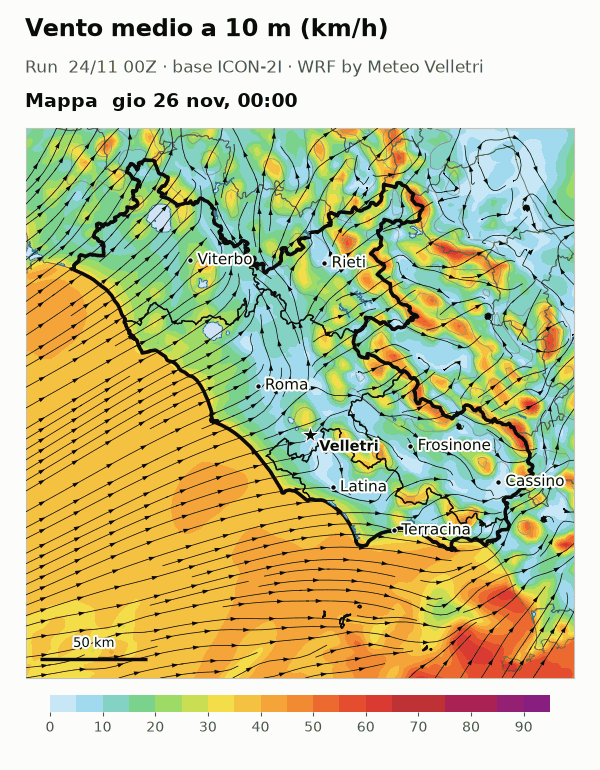 Vento medio a 10 m (km/h)
Run  24/11 00Z · base ICON-2I · WRF by Meteo Velletri
Mappa  gio 26 nov, 00:00
Viterbo
Rieti
Roma
Velletri
Frosinone
Cassino
Latina
Terracina
50 km
0 10 20 30 40 50 60 70 80 90